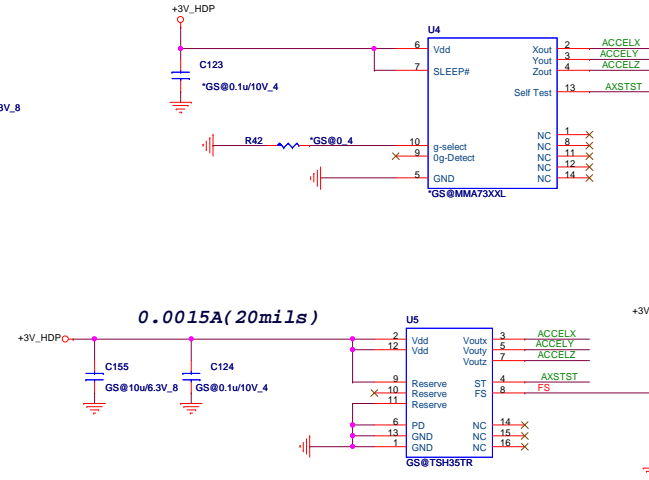 +3V_HDP
U4
C123
*GS@0.1u/10V_4
6 Vdd
7 SLEEP#
Xout 2 ACCELX
Yout 3 ACCELY
Zout 4 ACCELZ
Self Test 13 AXSTST
3V_8
R42 *GS@0_4
10 g-select
9 0g-Detect
5 GND
NC 1
NC 8
NC 11
NC 12
NC 14
*GS@MMA73XXL
0.0015A(20mils)
+3V_HDP
U5
+3V
C155
GS@10u/6.3V_8
C124
GS@0.1u/10V_4
2 Vdd
12 Vdd
9 Reserve
10 Reserve
11 Reserve
6 PD
13 GND
1 GND
Voutx 3 ACCELX
Vouty 5 ACCELY
Voutz 7 ACCELZ
ST 4 AXSTST
FS 8 FS
NC 14
NC 15
NC 16
GS@TSH35TR